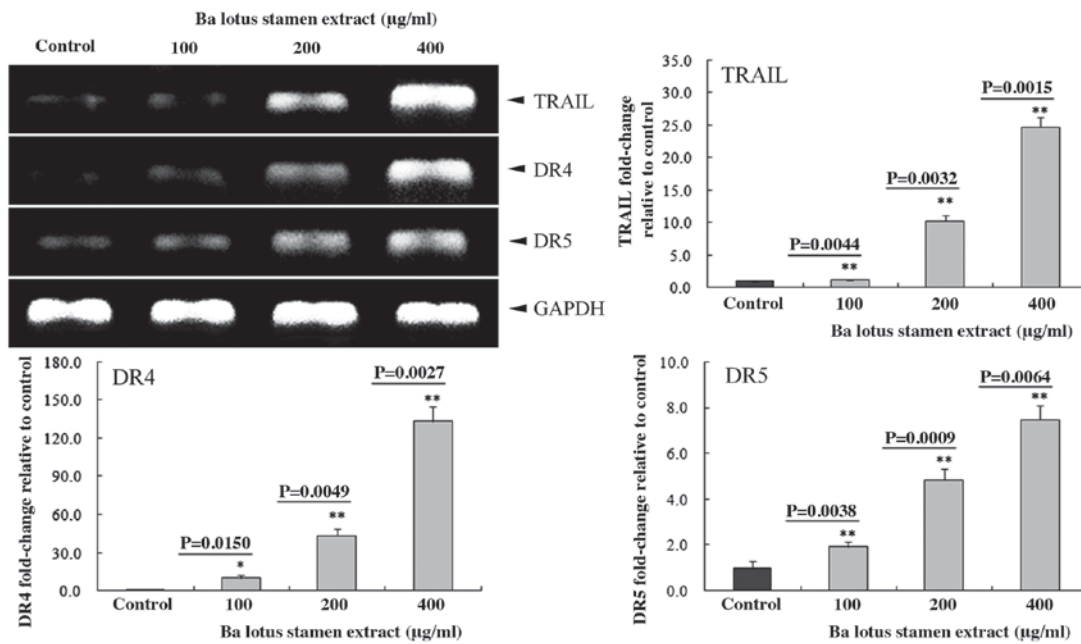 Ba lotus stamen extract (µg/ml)
Control 100 200 400
TRAIL
DR4
DR5
GAPDH
TRAIL
TRAIL fold-change
relative to control
35.0
30.0
25.0
20.0
15.0
10.0
5.0
0.0
P=0.0044
**
P=0.0032
**
P=0.0015
**
Control 100 200 400
Ba lotus stamen extract (µg/ml)
DR4
DR4 fold-change relative to control
180.0
150.0
120.0
90.0
60.0
30.0
0.0
P=0.0150
*
P=0.0049
**
P=0.0027
**
Control 100 200 400
Ba lotus stamen extract (µg/ml)
DR5
DR5 fold-change relative to control
10.0
8.0
6.0
4.0
2.0
0.0
P=0.0038
**
P=0.0009
**
P=0.0064
**
Control 100 200 400
Ba lotus stamen extract (µg/ml)